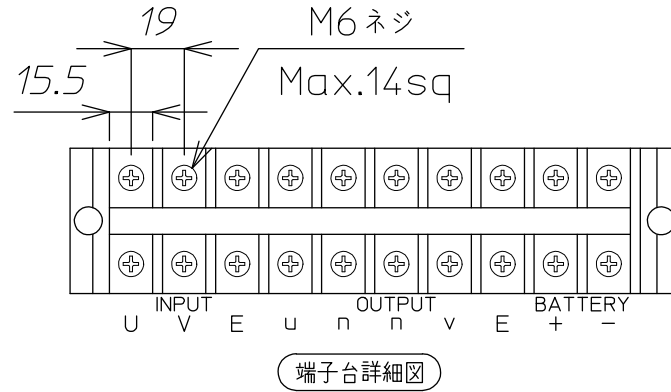 19
M6ネジ
15.5
Max.14sq
INPUT OUTPUT BATTERY
U V E u n n v E + −
端子台詳細図